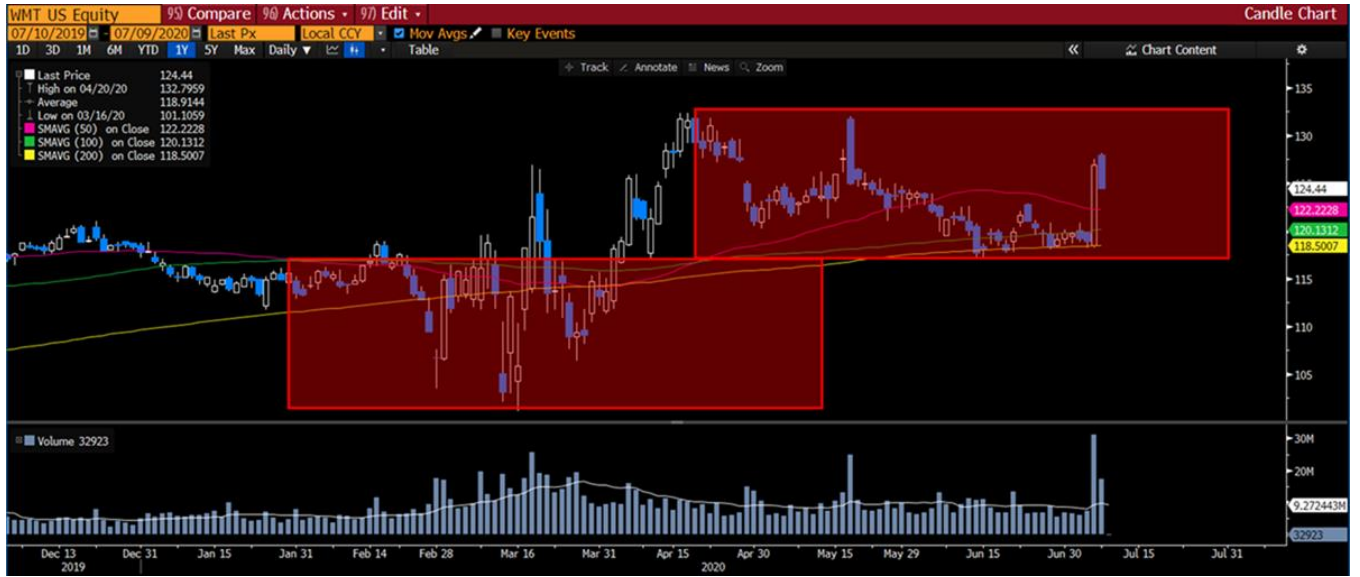 WMT US Equity 95) Compare 96) Actions 97) Edit Candle Chart
07/10/2019 - 07/09/2020 Last Px Local CCY Mov Avgs Key Events
1D 3D 1M 6M YTD 1Y 5Y Max Daily ▼ Table « Chart Content
Track Annotate News Zoom
Last Price 124.44
High on 04/20/20 132.7959
Average 118.9144
Low on 03/16/20 101.1059
SMAVG (50) on Close 122.2228
SMAVG (100) on Close 120.1312
SMAVG (200) on Close 118.5007
135
130
124.44
122.2228
120.1312
118.5007
115
110
105
Volume 32923
30M
20M
9.272443M
32923
Dec 13 Dec 31 Jan 15 Jan 31 Feb 14 Feb 28 Mar 16 Mar 31 Apr 15 Apr 30 May 15 May 29 Jun 15 Jun 30 Jul 15 Jul 31
2019 2020